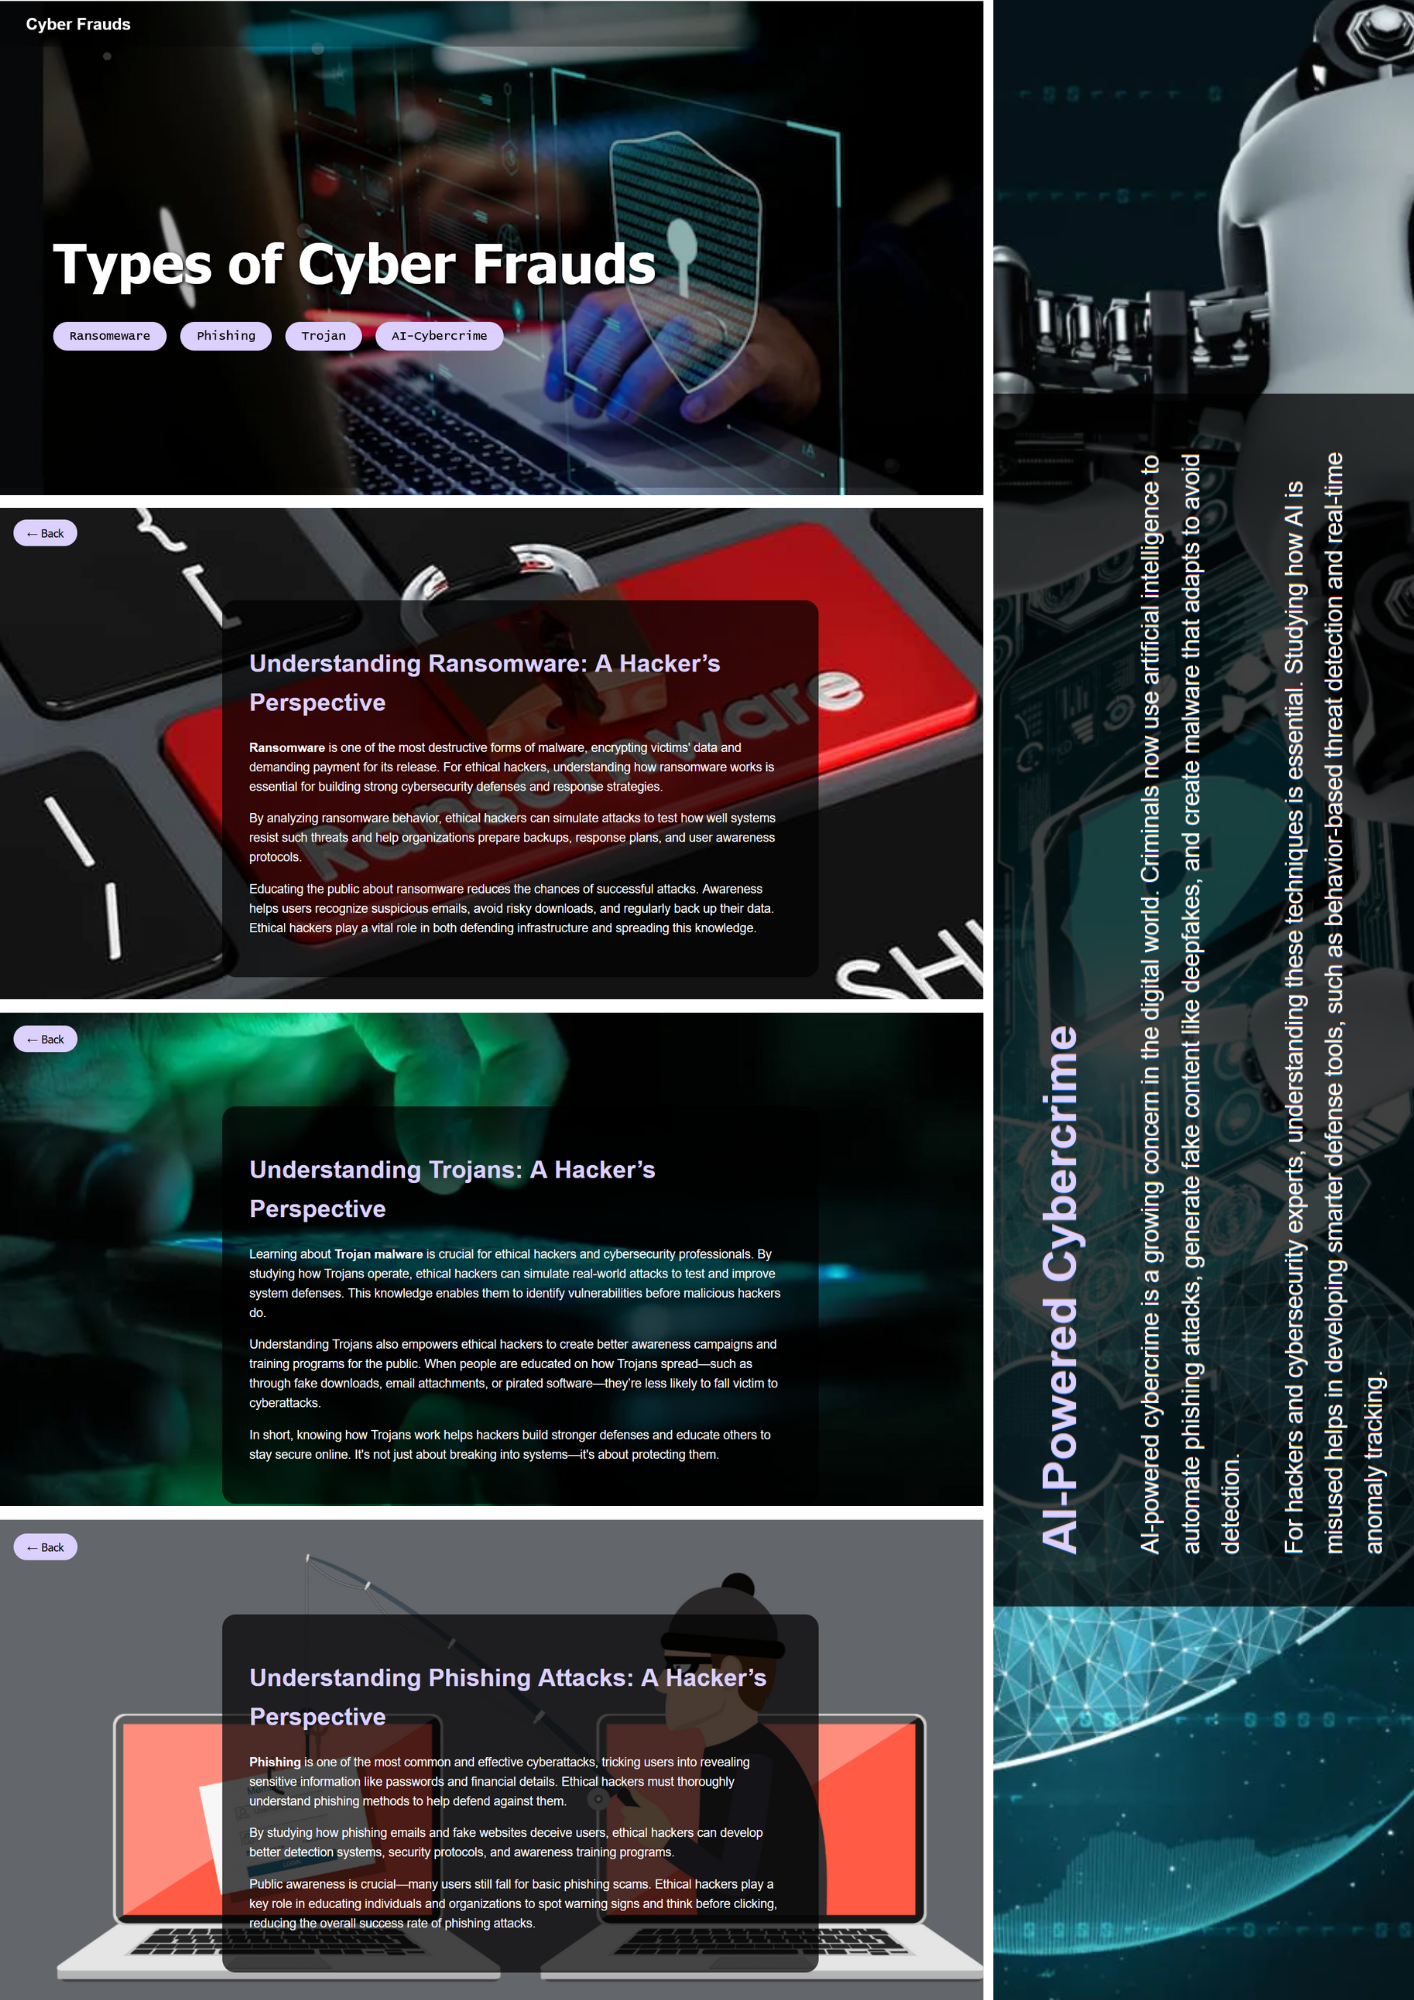 Cyber Frauds
Types of Cyber Frauds
Ransomeware
Phishing
Trojan
AI-Cybercrime
← Back
Understanding Ransomware: A Hacker’s
Perspective
Ransomware is one of the most destructive forms of malware, encrypting victims' data and
demanding payment for its release. For ethical hackers, understanding how ransomware works is
essential for building strong cybersecurity defenses and response strategies.
By analyzing ransomware behavior, ethical hackers can simulate attacks to test how well systems
resist such threats and help organizations prepare backups, response plans, and user awareness
protocols.
Educating the public about ransomware reduces the chances of successful attacks. Awareness
helps users recognize suspicious emails, avoid risky downloads, and regularly back up their data.
Ethical hackers play a vital role in both defending infrastructure and spreading this knowledge.
Ransomware
SH
← Back
Understanding Trojans: A Hacker’s
Perspective
Learning about Trojan malware is crucial for ethical hackers and cybersecurity professionals. By
studying how Trojans operate, ethical hackers can simulate real-world attacks to test and improve
system defenses. This knowledge enables them to identify vulnerabilities before malicious hackers
do.
Understanding Trojans also empowers ethical hackers to create better awareness campaigns and
training programs for the public. When people are educated on how Trojans spread—such as
through fake downloads, email attachments, or pirated software—they're less likely to fall victim to
cyberattacks.
In short, knowing how Trojans work helps hackers build stronger defenses and educate others to
stay secure online. It's not just about breaking into systems—it's about protecting them.
← Back
Understanding Phishing Attacks: A Hacker’s
Perspective
Phishing is one of the most common and effective cyberattacks, tricking users into revealing
sensitive information like passwords and financial details. Ethical hackers must thoroughly
understand phishing methods to help defend against them.
By studying how phishing emails and fake websites deceive users, ethical hackers can develop
better detection systems, security protocols, and awareness training programs.
Public awareness is crucial—many users still fall for basic phishing scams. Ethical hackers play a
key role in educating individuals and organizations to spot warning signs and think before clicking,
reducing the overall success rate of phishing attacks.
LOGIN
AI-Powered Cybercrime
AI-powered cybercrime is a growing concern in the digital world. Criminals now use artificial intelligence to
automate phishing attacks, generate fake content like deepfakes, and create malware that adapts to avoid
detection.
For hackers and cybersecurity experts, understanding these techniques is essential. Studying how AI is
misused helps in developing smarter defense tools, such as behavior-based threat detection and real-time
anomaly tracking.